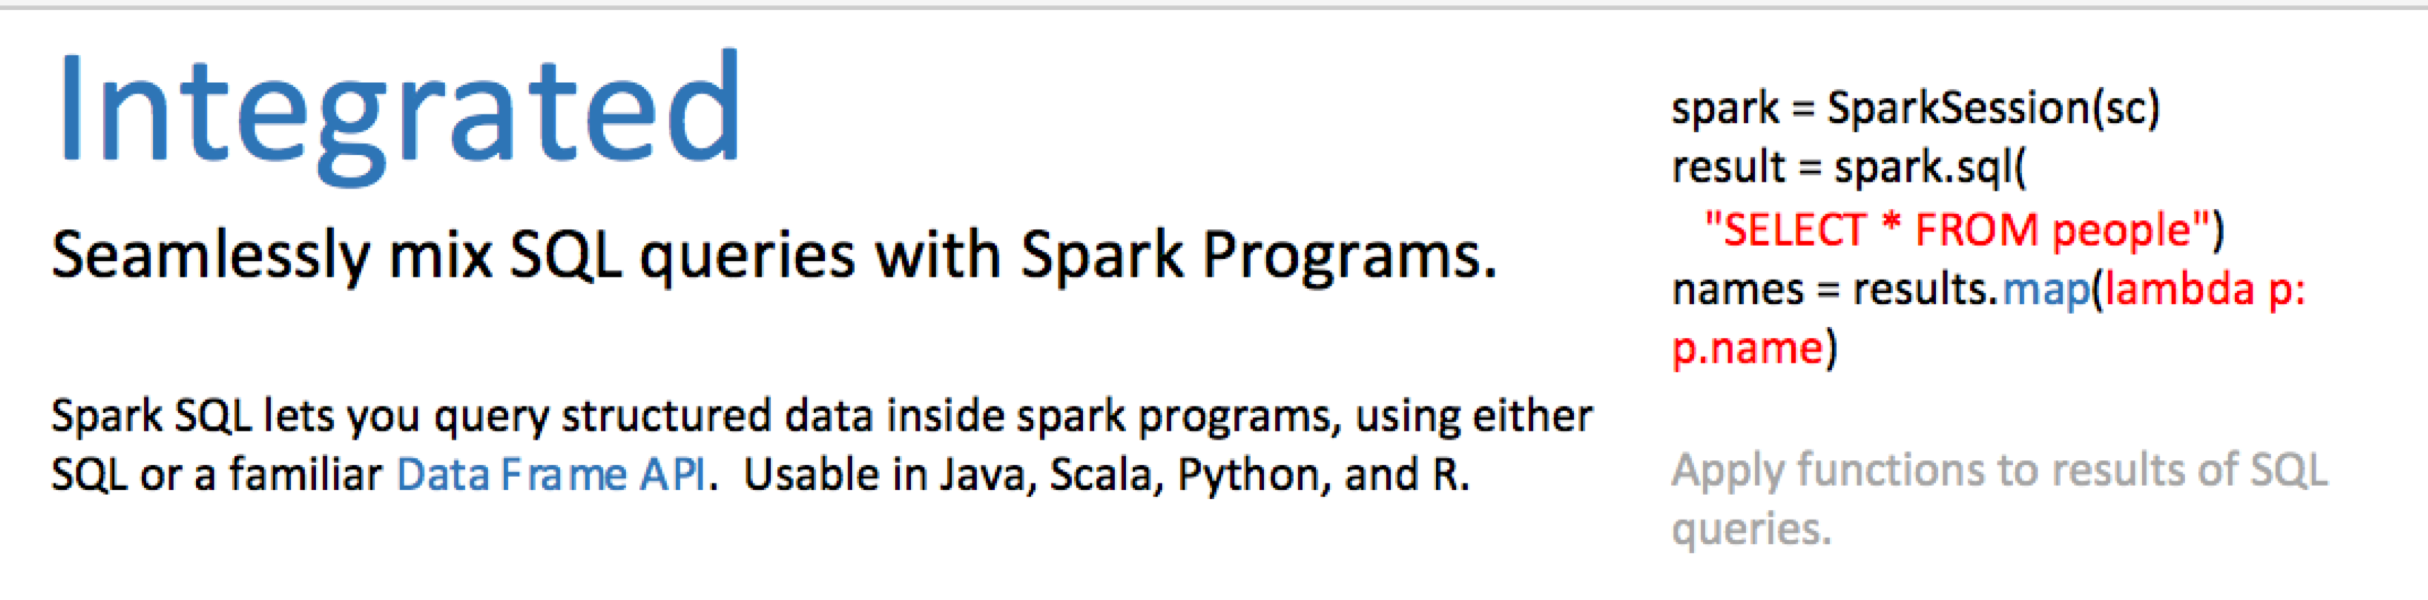 Integrated
Seamlessly mix SQL queries with Spark Programs.
Spark SQL lets you query structured data inside spark programs, using either
SQL or a familiar Data Frame API.  Usable in Java, Scala, Python, and R.
spark = SparkSession(sc)
result = spark.sql(
"SELECT * FROM people")
names = results.map(lambda p:
p.name)
Apply functions to results of SQL
queries.